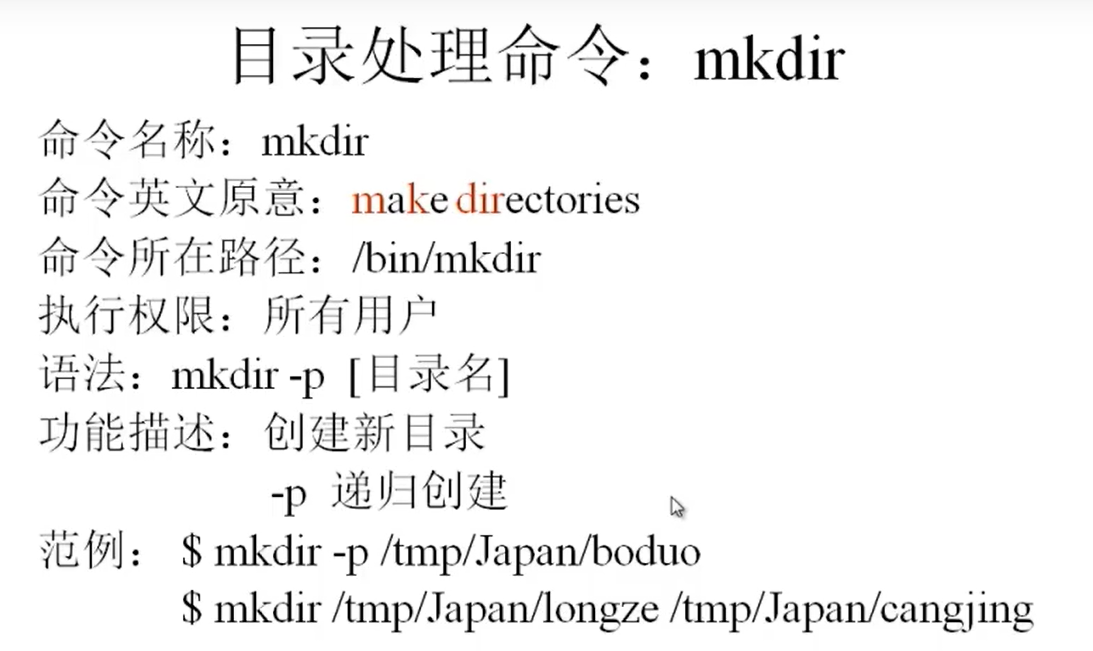 目录处理命令：mkdir
命令名称：mkdir
命令英文原意：make directories
命令所在路径：/bin/mkdir
执行权限：所有用户
语法：mkdir -p [目录名]
功能描述：创建新目录
-p 递归创建
范例： $ mkdir -p /tmp/Japan/boduo
$ mkdir /tmp/Japan/longze /tmp/Japan/cangjing